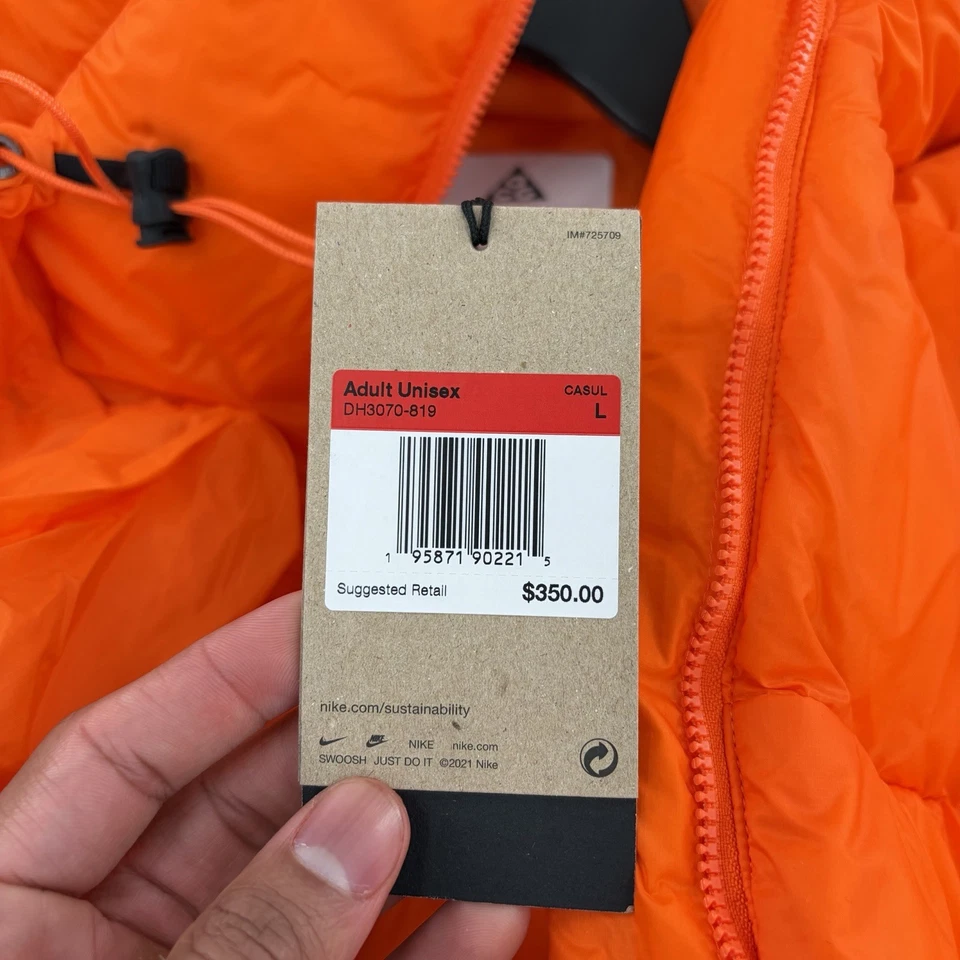 IM#725709
Adult Unisex CASUL
DH3070-819 L
1 95871 90221 5
Suggested Retail $350.00
nike.com/sustainability
NIKE NIKE nike.com
SWOOSH JUST DO IT ©2021 Nike